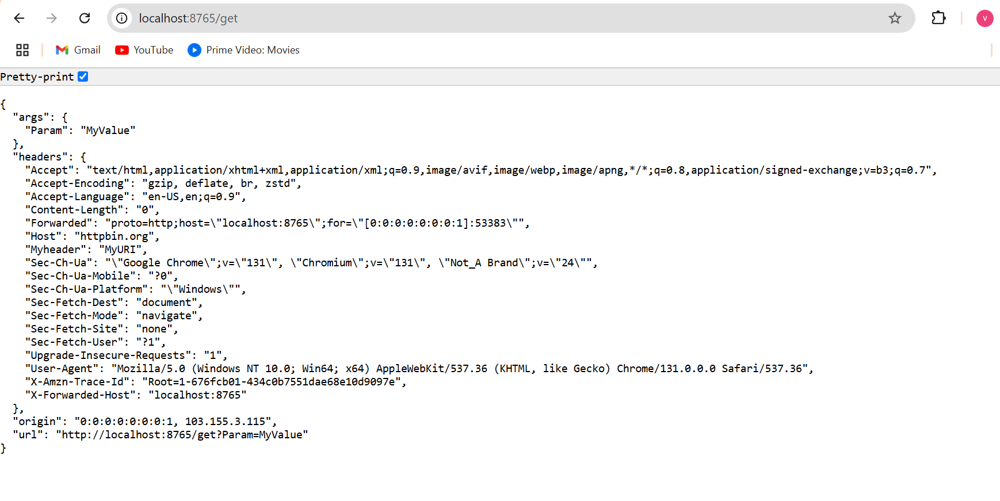 localhost:8765/get
V
Gmail YouTube Prime Video: Movies
Pretty-print
{
  "args": {
    "Param": "MyValue"
  },
  "headers": {
    "Accept": "text/html,application/xhtml+xml,application/xml;q=0.9,image/avif,image/webp,image/apng,*/*;q=0.8,application/signed-exchange;v=b3;q=0.7",
    "Accept-Encoding": "gzip, deflate, br, zstd",
    "Accept-Language": "en-US,en;q=0.9",
    "Content-Length": "0",
    "Forwarded": "proto=http;host=\"localhost:8765\";for=\"[0:0:0:0:0:0:0:1]:53383\"",
    "Host": "httpbin.org",
    "Myheader": "MyURI",
    "Sec-Ch-Ua": "\"Google Chrome\";v=\"131\", \"Chromium\";v=\"131\", \"Not_A Brand\";v=\"24\"",
    "Sec-Ch-Ua-Mobile": "?0",
    "Sec-Ch-Ua-Platform": "\"Windows\"",
    "Sec-Fetch-Dest": "document",
    "Sec-Fetch-Mode": "navigate",
    "Sec-Fetch-Site": "none",
    "Sec-Fetch-User": "?1",
    "Upgrade-Insecure-Requests": "1",
    "User-Agent": "Mozilla/5.0 (Windows NT 10.0; Win64; x64) AppleWebKit/537.36 (KHTML, like Gecko) Chrome/131.0.0.0 Safari/537.36",
    "X-Amzn-Trace-Id": "Root=1-676fcb01-434c0b7551dae68e10d9097e",
    "X-Forwarded-Host": "localhost:8765"
  },
  "origin": "0:0:0:0:0:0:0:1, 103.155.3.115",
  "url": "http://localhost:8765/get?Param=MyValue"
}